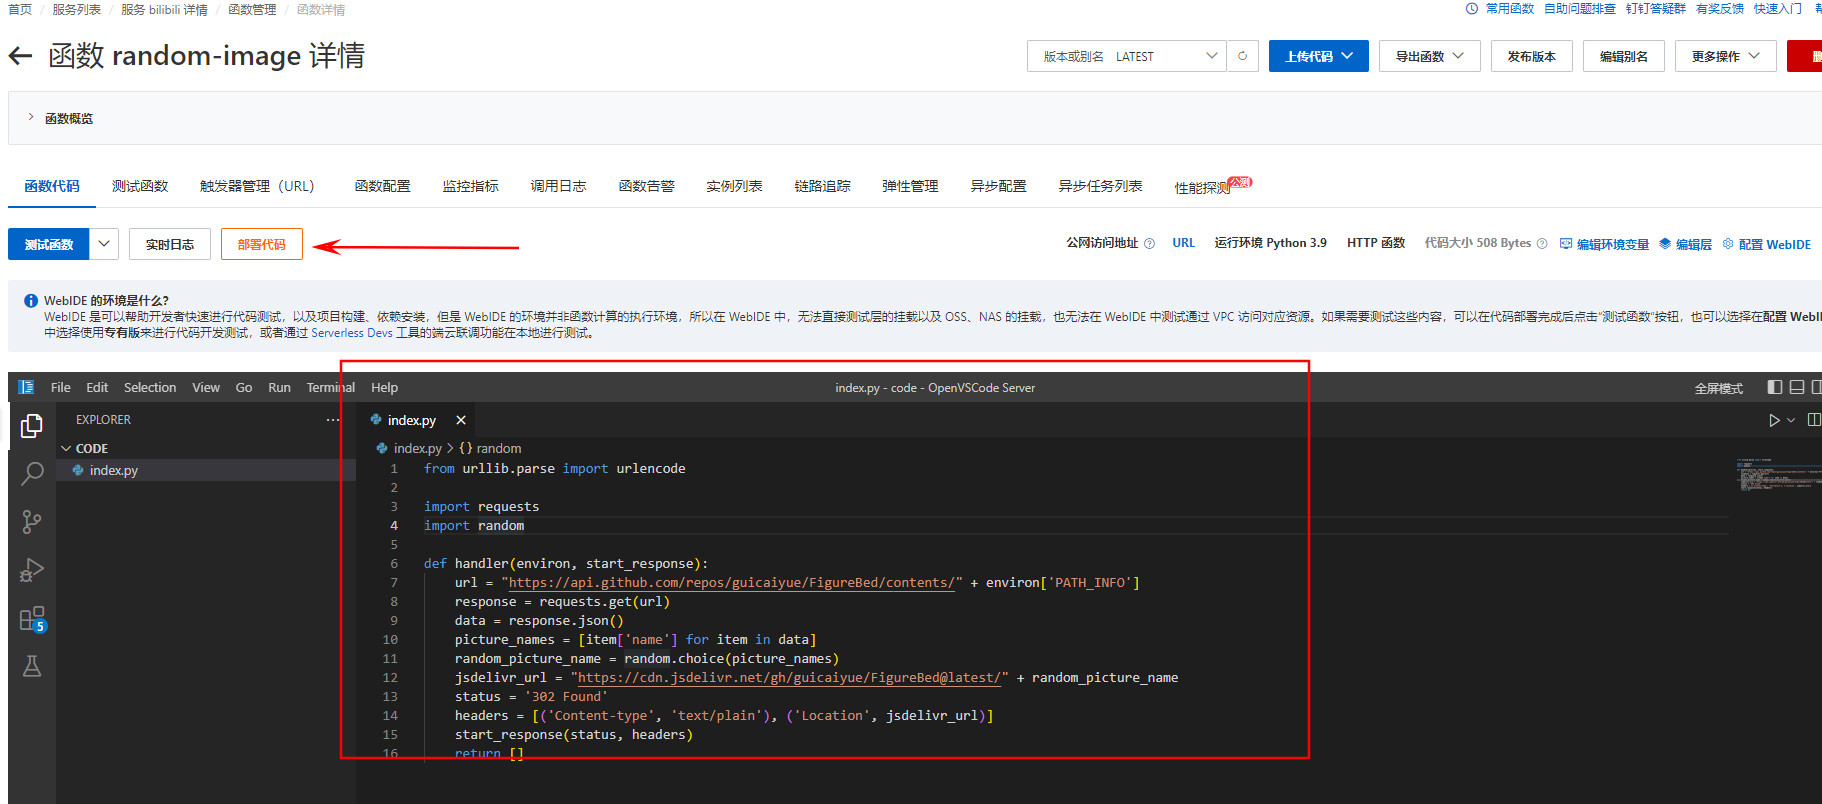 首页 / 服务列表 / 服务 bilibili 详情 / 函数管理 / 函数详情
常用函数 自助问题排查 钉钉答疑群 有奖反馈 快速入门
函数 random-image 详情
版本或别名 LATEST
上传代码
导出函数
发布版本
编辑别名
更多操作
函数概览
函数代码 测试函数 触发器管理（URL） 函数配置 监控指标 调用日志 函数告警 实例列表 链路追踪 弹性管理 异步配置 异步任务列表 性能探测 公测
测试函数 实时日志 部署代码
公网访问地址 URL 运行环境 Python 3.9 HTTP 函数 代码大小 508 Bytes 编辑环境变量 编辑层 配置 WebIDE
WebIDE 的环境是什么?
WebIDE 是可以帮助开发者快速进行代码测试，以及项目构建、依赖安装，但是 WebIDE 的环境并非函数计算的执行环境，所以在 WebIDE 中，无法直接测试层的挂载以及 OSS、NAS 的挂载，也无法在 WebIDE 中测试通过 VPC 访问对应资源。如果需要测试这些内容，可以在代码部署完成后点击“测试函数”按钮，也可以选择在配置 WebI
中选择使用专有版来进行代码开发测试，或者通过 Serverless Devs 工具的端云联调功能在本地进行测试。
File Edit Selection View Go Run Terminal Help
index.py - code - OpenVSCode Server
全屏模式
EXPLORER ···
index.py
CODE
index.py
5
index.py > {} random
1 from urllib.parse import urlencode
2
3 import requests
4 import random
5
6 def handler(environ, start_response):
7 url = "https://api.github.com/repos/guicaiyue/FigureBed/contents/" + environ['PATH_INFO']
8 response = requests.get(url)
9 data = response.json()
10 picture_names = [item['name'] for item in data]
11 random_picture_name = random.choice(picture_names)
12 jsdelivr_url = "https://cdn.jsdelivr.net/gh/guicaiyue/FigureBed@latest/" + random_picture_name
13 status = '302 Found'
14 headers = [('Content-type', 'text/plain'), ('Location', jsdelivr_url)]
15 start_response(status, headers)
16 return []